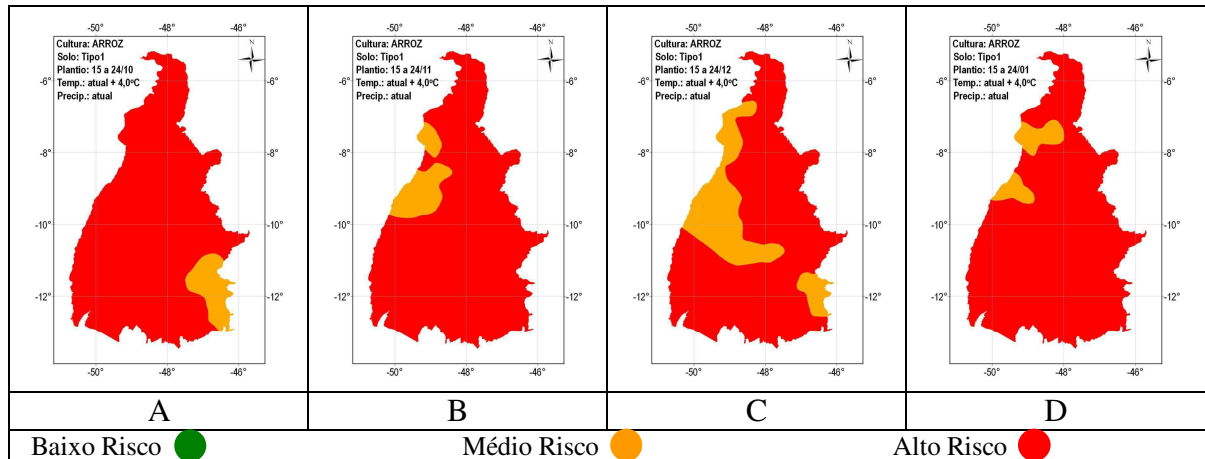 -50° -48° -46°
Cultura: ARROZ
Solo: Tipo1
Plantio: 15 a 24/10
Temp.: atual + 4,0ºC
Precip.: atual
N
-6° -6°
-8° -8°
-10° -10°
-12° -12°
-50° -48° -46°
-50° -48° -46°
Cultura: ARROZ
Solo: Tipo1
Plantio: 15 a 24/11
Temp.: atual + 4,0ºC
Precip.: atual
N
-6° -6°
-8° -8°
-10° -10°
-12° -12°
-50° -48° -46°
-50° -48° -46°
Cultura: ARROZ
Solo: Tipo1
Plantio: 15 a 24/12
Temp.: atual + 4,0ºC
Precip.: atual
N
-6° -6°
-8° -8°
-10° -10°
-12° -12°
-50° -48° -46°
-50° -48° -46°
Cultura: ARROZ
Solo: Tipo1
Plantio: 15 a 24/01
Temp.: atual + 4,0ºC
Precip.: atual
N
-6° -6°
-8° -8°
-10° -10°
-12° -12°
-50° -48° -46°
A B C D
Baixo Risco Médio Risco Alto Risco